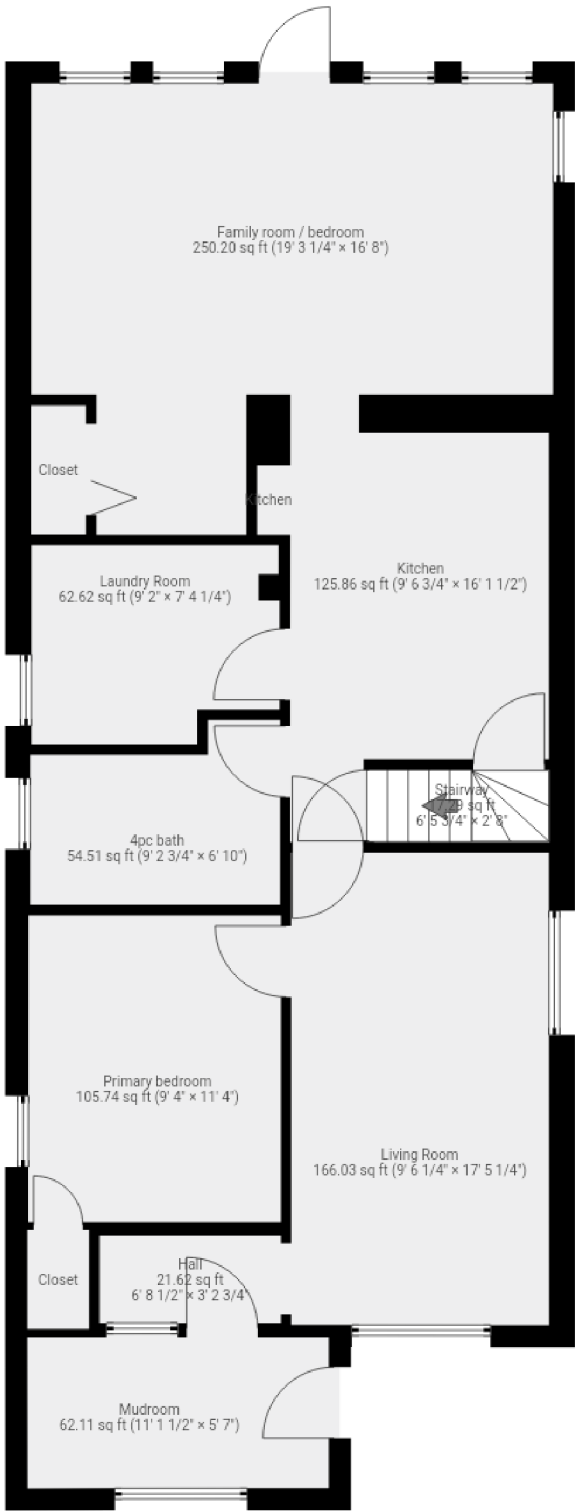 Family room / bedroom
250.20 sq ft (19' 3 1/4" × 16' 8")
Closet
Kitchen
Kitchen
125.86 sq ft (9' 6 3/4" × 16' 1 1/2")
Laundry Room
62.62 sq ft (9' 2" × 7' 4 1/4")
Stairway
sq ft
6' 5 3/4" × 2' 8"
4pc bath
54.51 sq ft (9' 2 3/4" × 6' 10")
Primary bedroom
105.74 sq ft (9' 4" × 11' 4")
Living Room
166.03 sq ft (9' 6 1/4" × 17' 5 1/4")
Hall
21.62 sq ft
6' 8 1/2" × 3' 2 3/4"
Closet
Mudroom
62.11 sq ft (11' 1 1/2" × 5' 7")